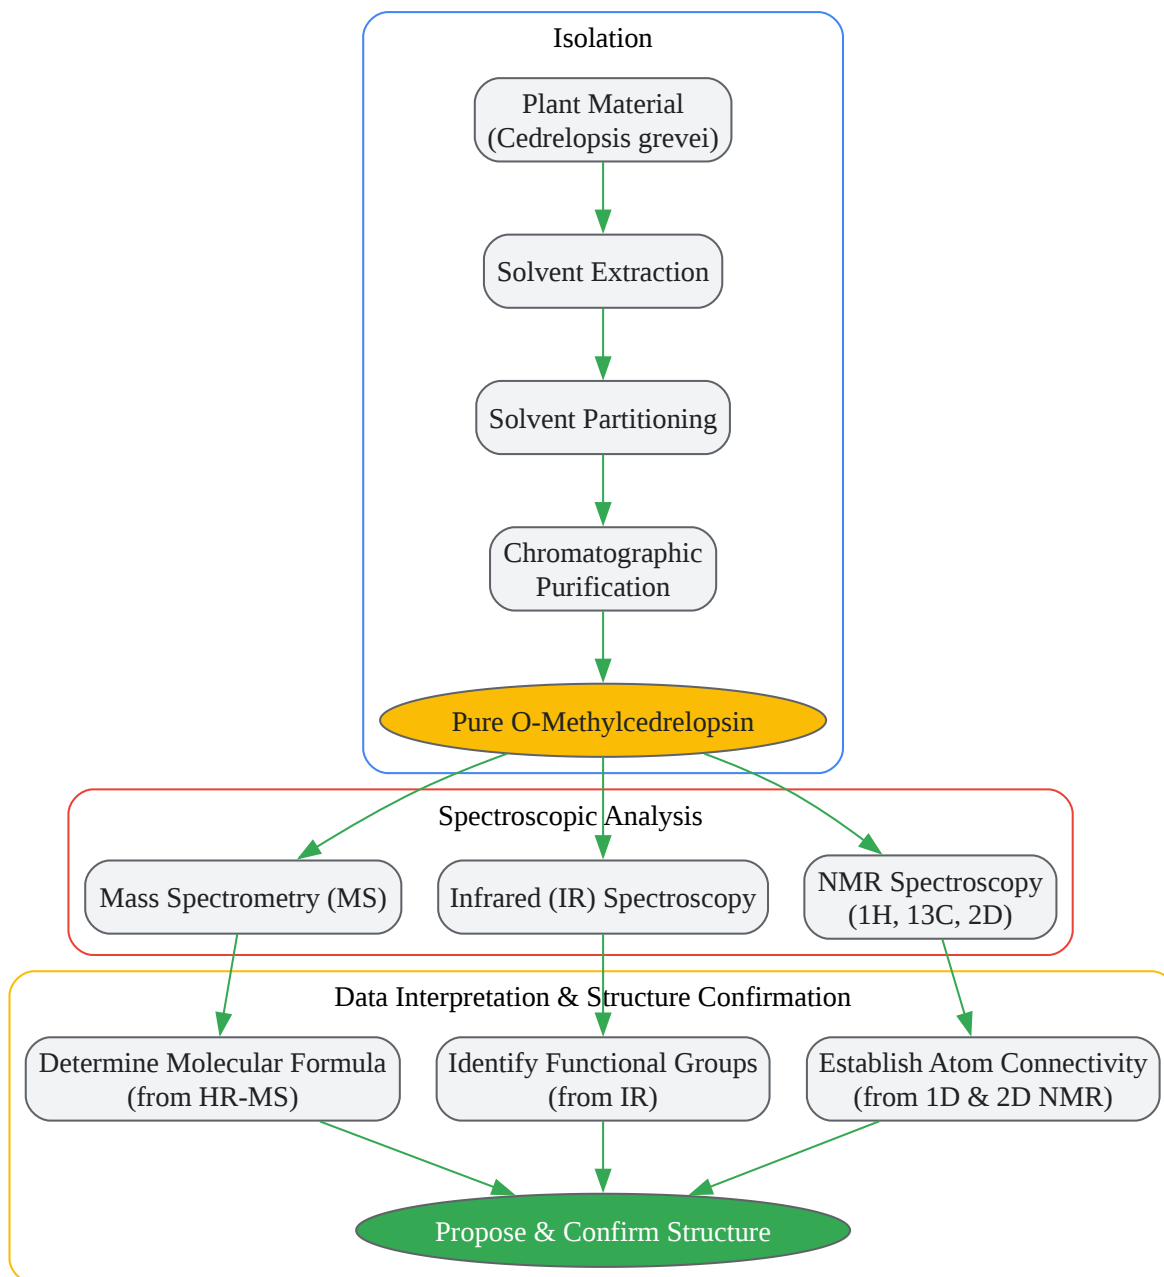 Isolation
Plant Material
(Cedrelopsis grevei)
Solvent Extraction
Solvent Partitioning
Chromatographic
Purification
Pure O-Methylcedrelopsin
Spectroscopic Analysis
Mass Spectrometry (MS)
Infrared (IR) Spectroscopy
NMR Spectroscopy
(1H, 13C, 2D)
Data Interpretation & Structure Confirmation
Determine Molecular Formula
(from HR-MS)
Identify Functional Groups
(from IR)
Establish Atom Connectivity
(from 1D & 2D NMR)
Propose & Confirm Structure